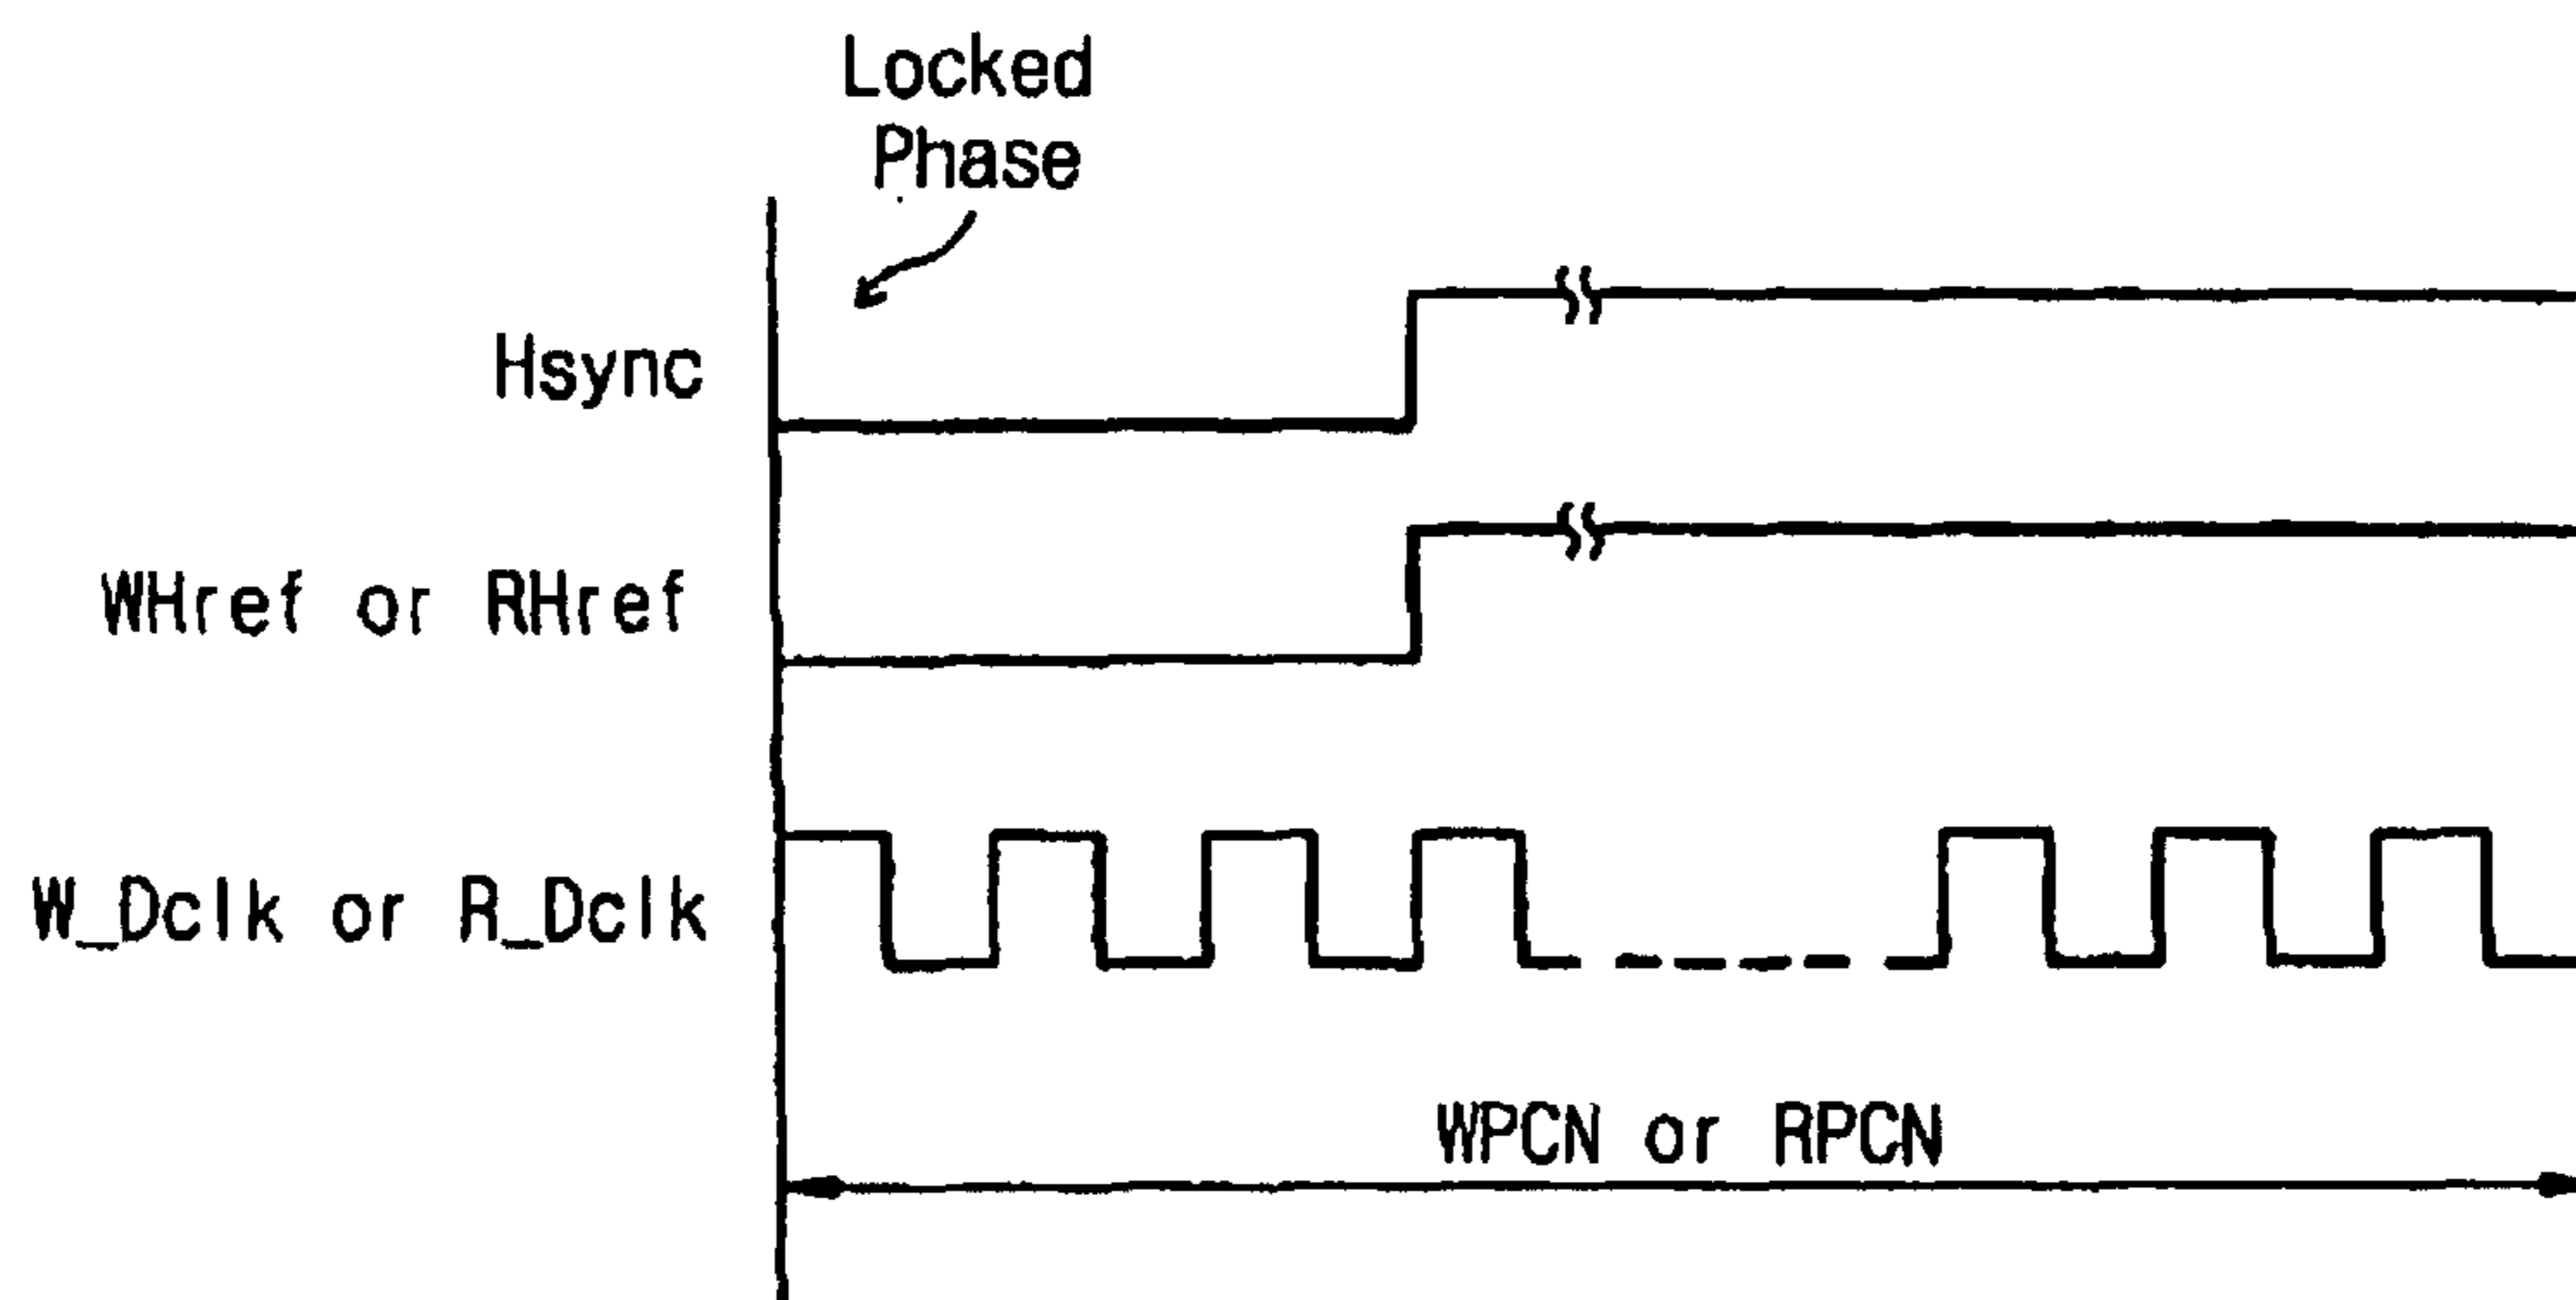 Locked
Phase
Hsync
WHref or RHref
W_Dclk or R_Dclk
WPCN or RPCN